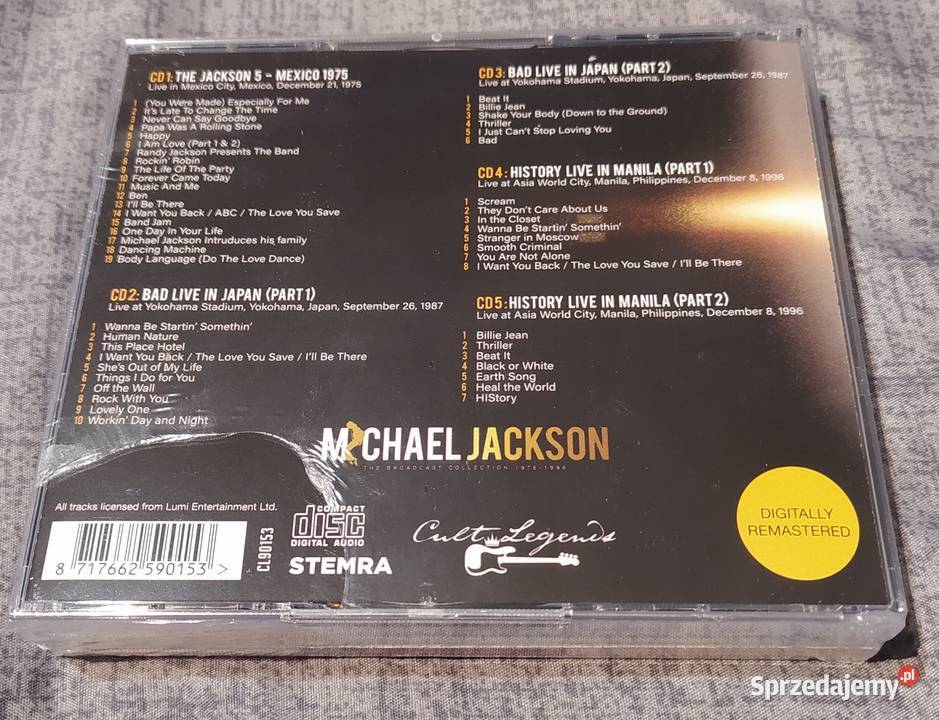 CD1: THE JACKSON 5 - MEXICO 1975
Live in Mexico City, Mexico, December 21, 1975
1 (You Were Made) Especially For Me
2 It's Late To Change The Time
3 Never Can Say Goodbye
4 Papa Was A Rolling Stone
5 Happy
6 I Am Love (Part 1 & 2)
7 Randy Jackson Presents The Band
8 Rockin' Robin
9 The Life Of The Party
10 Forever Came Today
11 Music And Me
12 Ben
13 I'll Be There
14 I Want You Back / ABC / The Love You Save
15 Band Jam
16 One Day In Your Life
17 Michael Jackson Intruduces his family
18 Dancing Machine
19 Body Language (Do The Love Dance)
CD2: BAD LIVE IN JAPAN (PART 1)
Live at Yokohama Stadium, Yokohama, Japan, September 26, 1987
1 Wanna Be Startin' Somethin'
2 Human Nature
3 This Place Hotel
4 I Want You Back / The Love You Save / I'll Be There
5 She's Out of My Life
6 Things I Do for You
7 Off the Wall
8 Rock With You
9 Lovely One
10 Workin' Day and Night
CD3: BAD LIVE IN JAPAN (PART 2)
Live at Yokohama Stadium, Yokohama, Japan, September 26, 1987
1 Beat It
2 Billie Jean
3 Shake Your Body (Down to the Ground)
4 Thriller
5 I Just Can't Stop Loving You
6 Bad
CD4: HISTORY LIVE IN MANILA (PART 1)
Live at Asia World City, Manila, Philippines, December 8, 1996
1 Scream
2 They Don't Care About Us
3 In the Closet
4 Wanna Be Startin' Somethin'
5 Stranger in Moscow
6 Smooth Criminal
7 You Are Not Alone
8 I Want You Back / The Love You Save / I'll Be There
CD5: HISTORY LIVE IN MANILA (PART 2)
Live at Asia World City, Manila, Philippines, December 8, 1996
1 Billie Jean
2 Thriller
3 Beat It
4 Black or White
5 Earth Song
6 Heal the World
7 HIStory
MICHAEL JACKSON
THE BROADCAST COLLECTION 1975-1996
All tracks licensed from Lumi Entertainment Ltd.
8 717662 590153 >
CL90153
COMPACT
disc
DIGITAL AUDIO
STEMRA
Cult Legends
DIGITALLY
REMASTERED
Sprzedajemy.pl